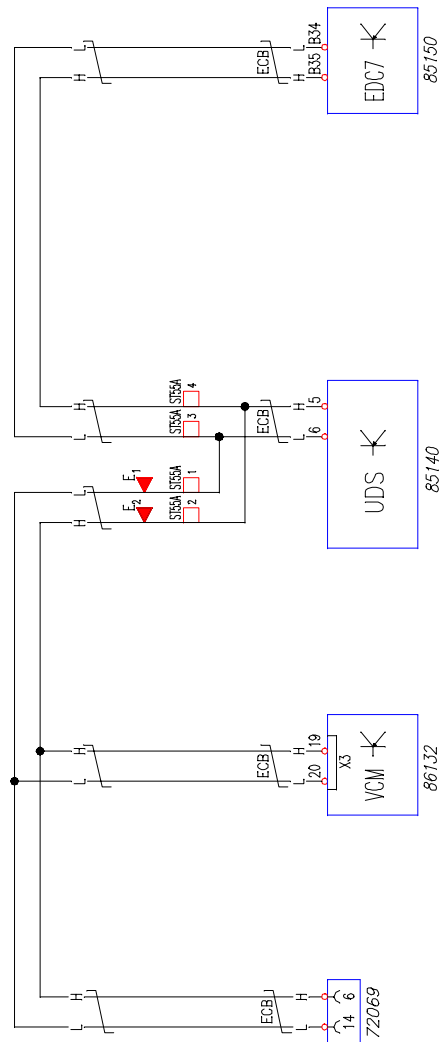 L
H
ECB
L
H
B34
B35
EDC7
85150
H
L
ST55A
4
ST55A
3
ECB
H
L
5
6
UDS
85140
L
H
E1
E2
ST55A
1
ST55A
2
H
L
ECB
H
L
19
20
X3
VCM
86132
H
L
ECB
H
L
6
14
72069